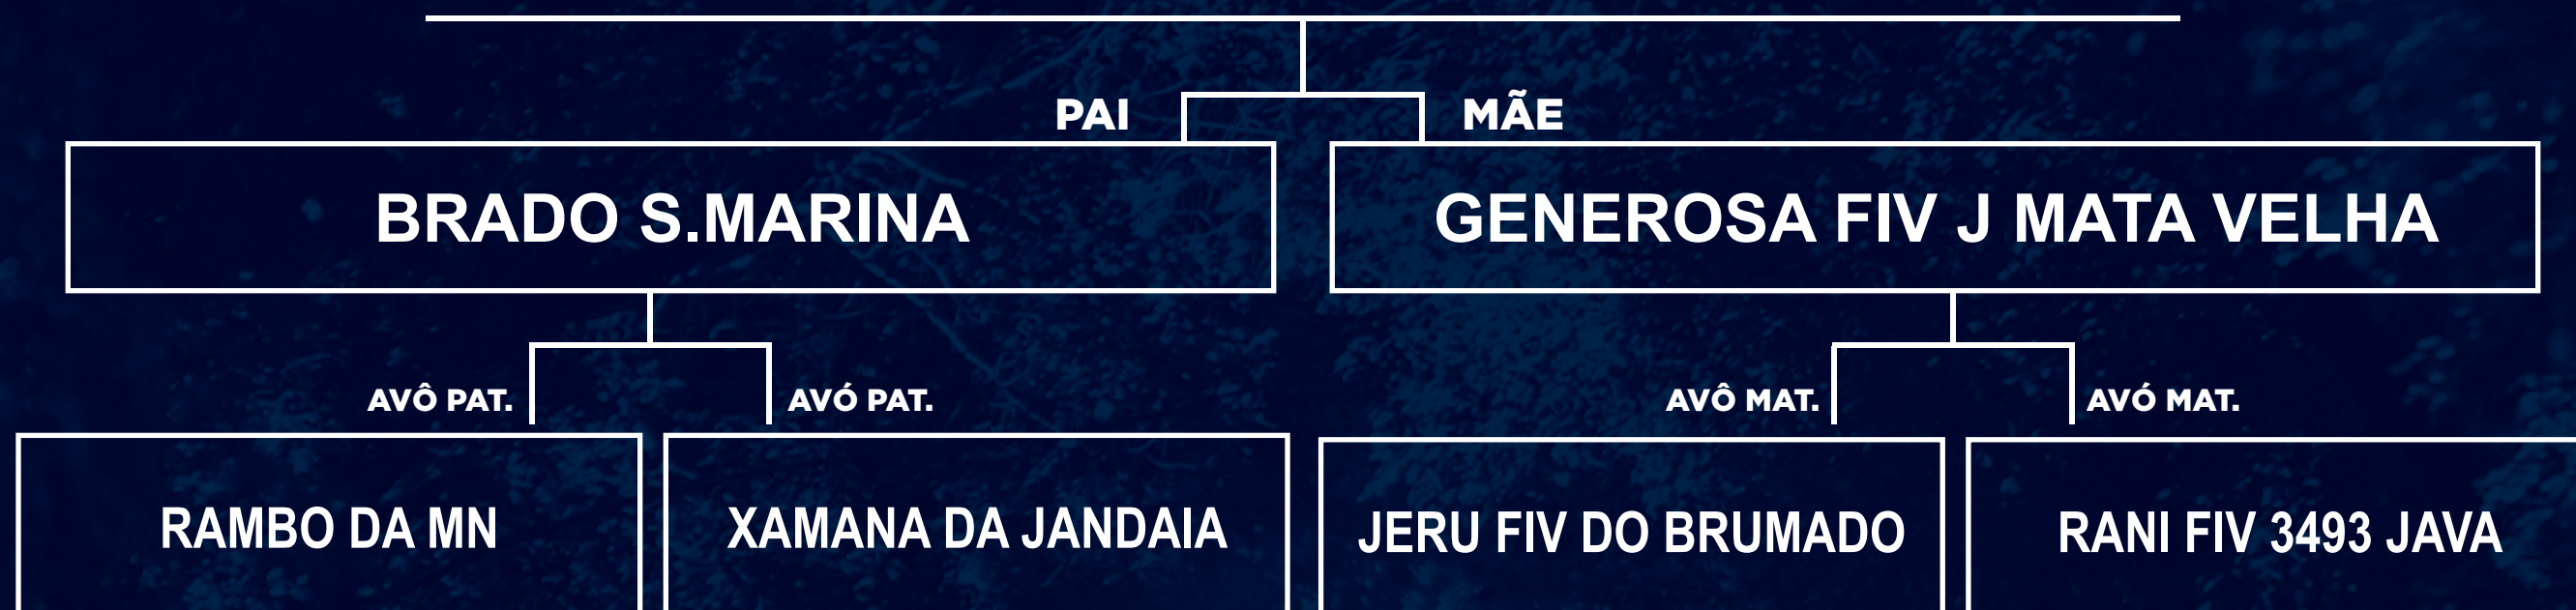 PAI
MÃE
BRADO S.MARINA
GENEROSA FIV J MATA VELHA
AVÔ PAT.
AVÓ PAT.
AVÔ MAT.
AVÓ MAT.
RAMBO DA MN
XAMANA DA JANDAIA
JERU FIV DO BRUMADO
RANI FIV 3493 JAVA